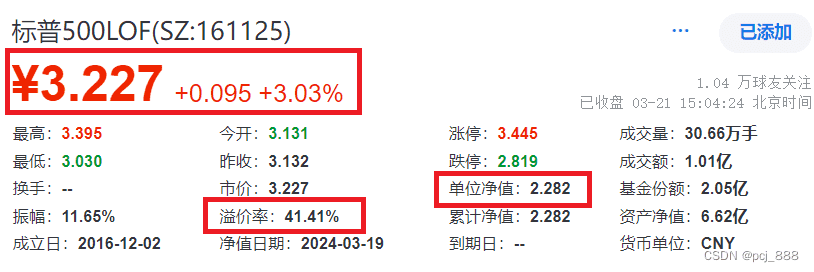 标普500LOF(SZ:161125)
... 已添加
¥3.227 +0.095 +3.03%
1.04 万球友关注
已收盘 03-21 15:04:24 北京时间
最高: 3.395 今开: 3.131 涨停: 3.445 成交量: 30.66万手
最低: 3.030 昨收: 3.132 跌停: 2.819 成交额: 1.01亿
换手: -- 市价: 3.227 单位净值: 2.282 基金份额: 2.05亿
振幅: 11.65% 溢价率: 41.41% 累计净值: 2.282 资产净值: 6.62亿
成立日: 2016-12-02 净值日期: 2024-03-19 到期日: -- 货币单位: CNY
CSDN @pcj_888